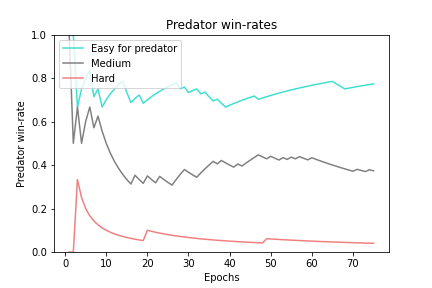 Predator win-rates
Predator win-rate
1.0
0.8
0.6
0.4
0.2
0.0
Easy for predator
Medium
Hard
0 10 20 30 40 50 60 70
Epochs